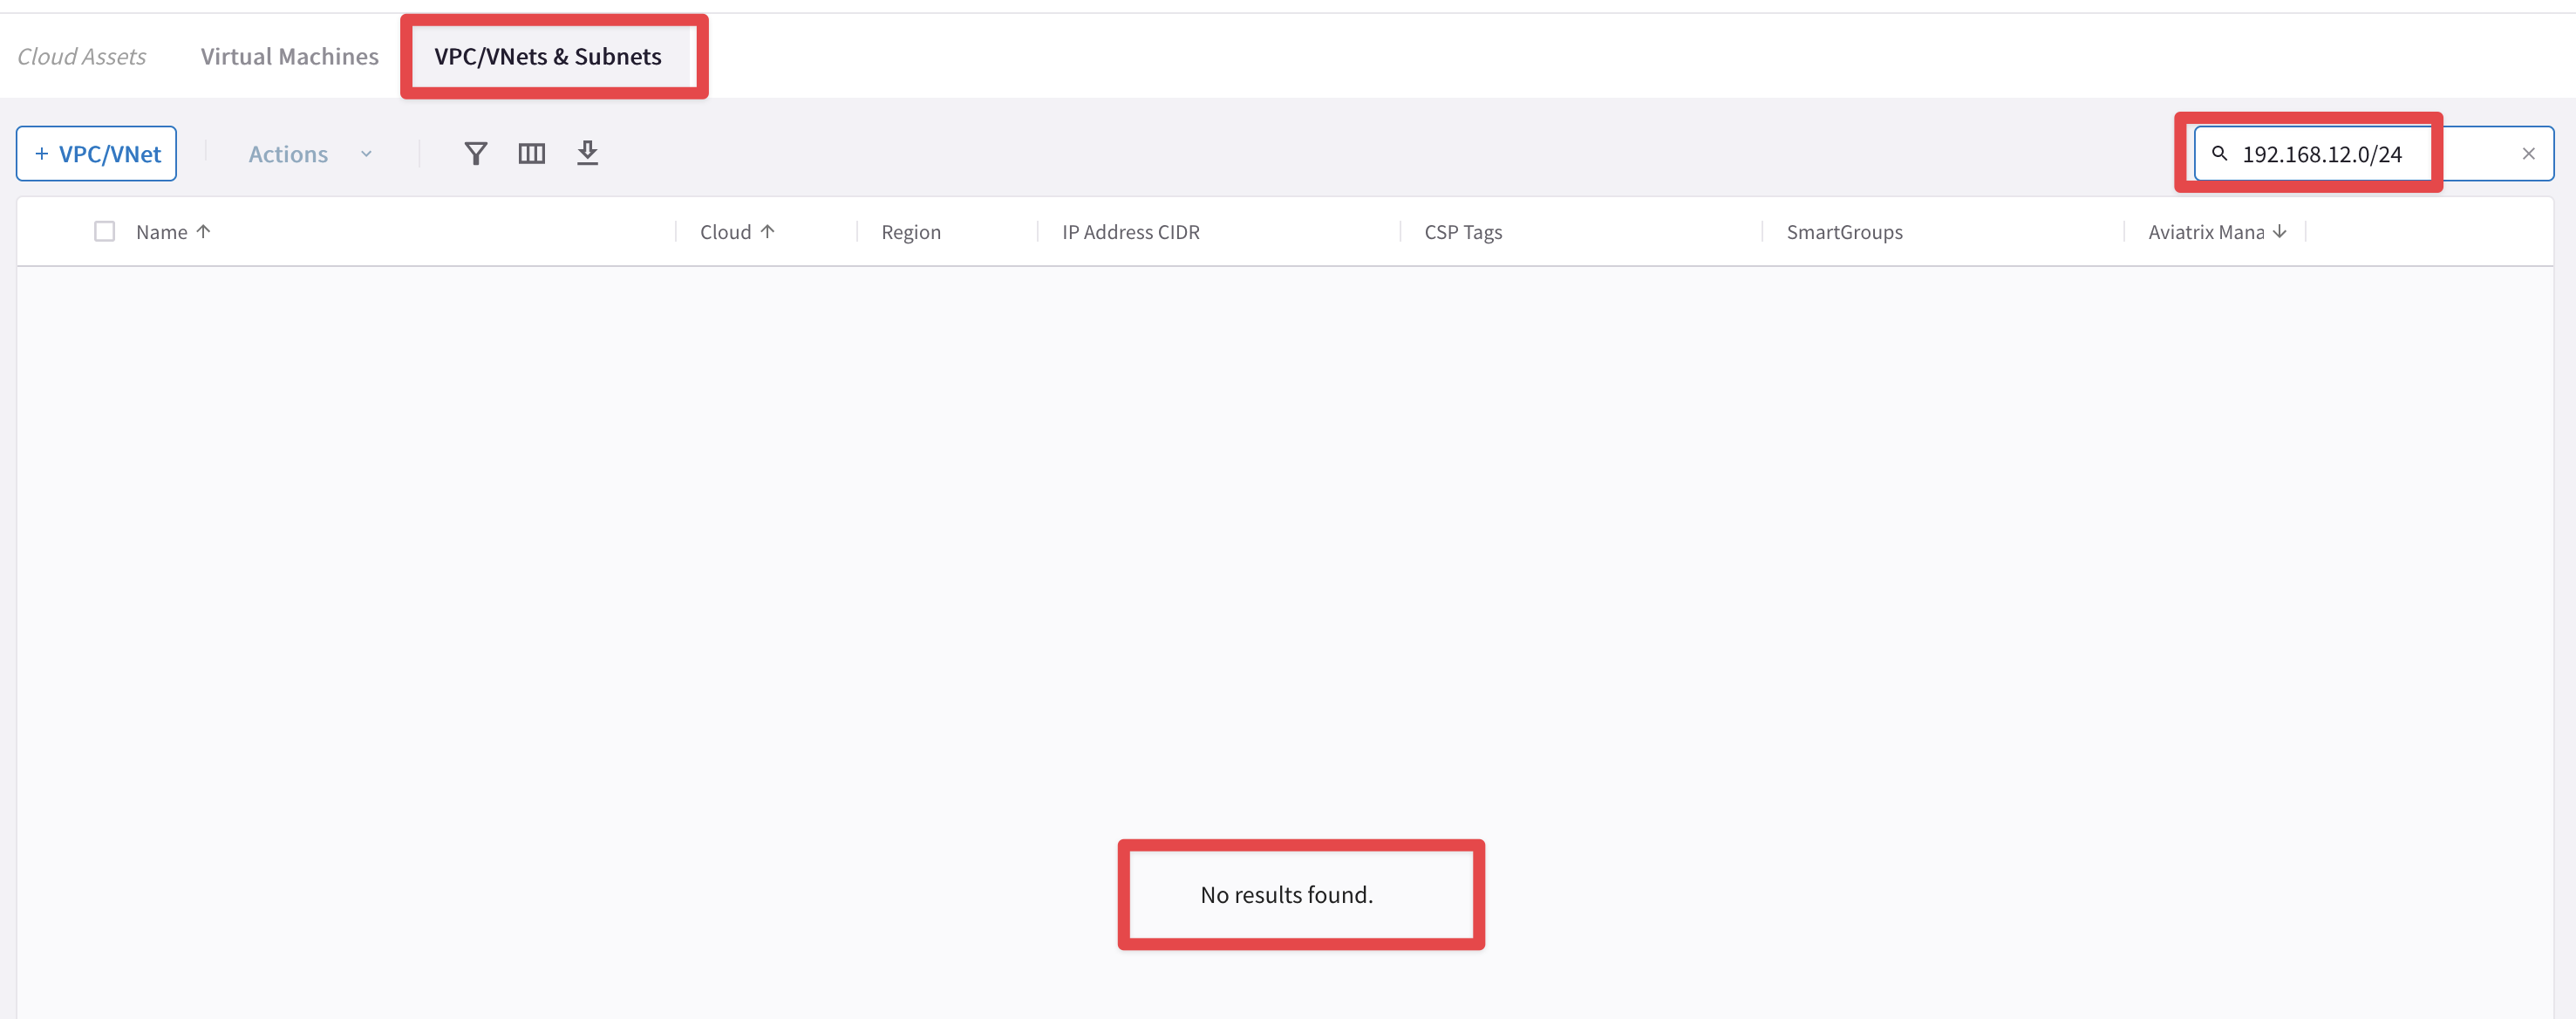 Cloud Assets Virtual Machines VPC/VNets & Subnets
+ VPC/VNet Actions 192.168.12.0/24
Name Cloud Region IP Address CIDR CSP Tags SmartGroups Aviatrix Mana
No results found.